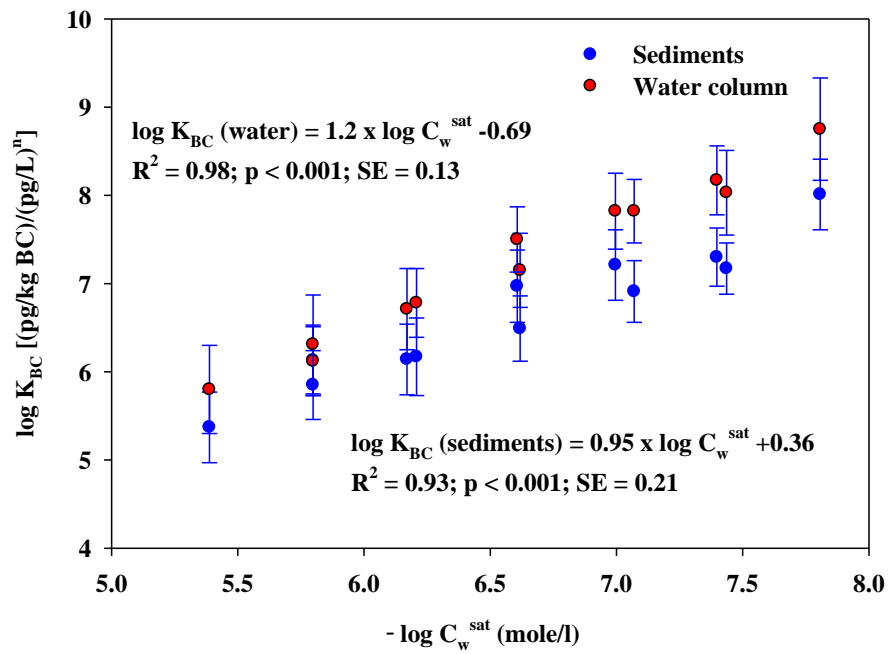 10
9
8
7
6
5
4
5.0 5.5 6.0 6.5 7.0 7.5 8.0
log K_BC [(pg/kg BC)/(pg/L)^n]
- log C_w^sat (mole/l)
Sediments
Water column
log K_BC (water) = 1.2 x log C_w^sat -0.69
R^2 = 0.98; p < 0.001; SE = 0.13
log K_BC (sediments) = 0.95 x log C_w^sat +0.36
R^2 = 0.93; p < 0.001; SE = 0.21